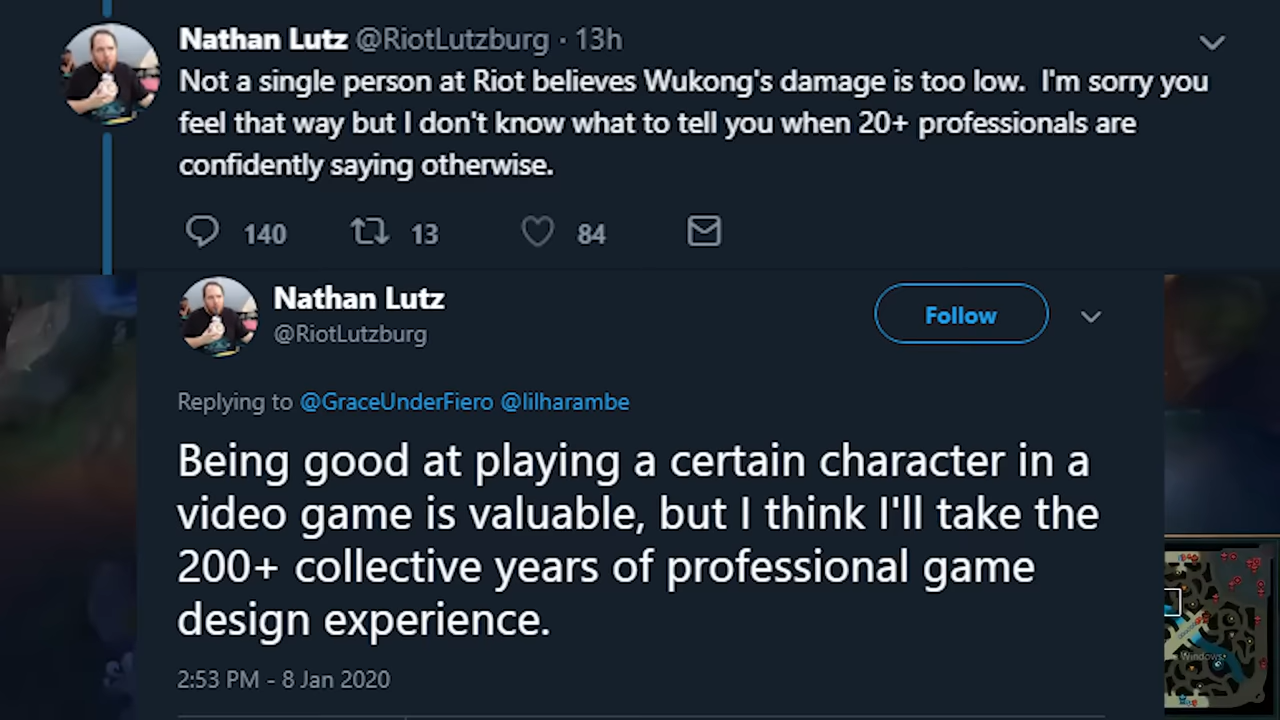 Nathan Lutz @RiotLutzburg · 13h
Not a single person at Riot believes Wukong's damage is too low.  I'm sorry you
feel that way but I don't know what to tell you when 20+ professionals are
confidently saying otherwise.
140 13 84
Nathan Lutz
@RiotLutzburg
Follow
Replying to @GraceUnderFiero @lilharambe
Being good at playing a certain character in a
video game is valuable, but I think I'll take the
200+ collective years of professional game
design experience.
2:53 PM - 8 Jan 2020
Windows